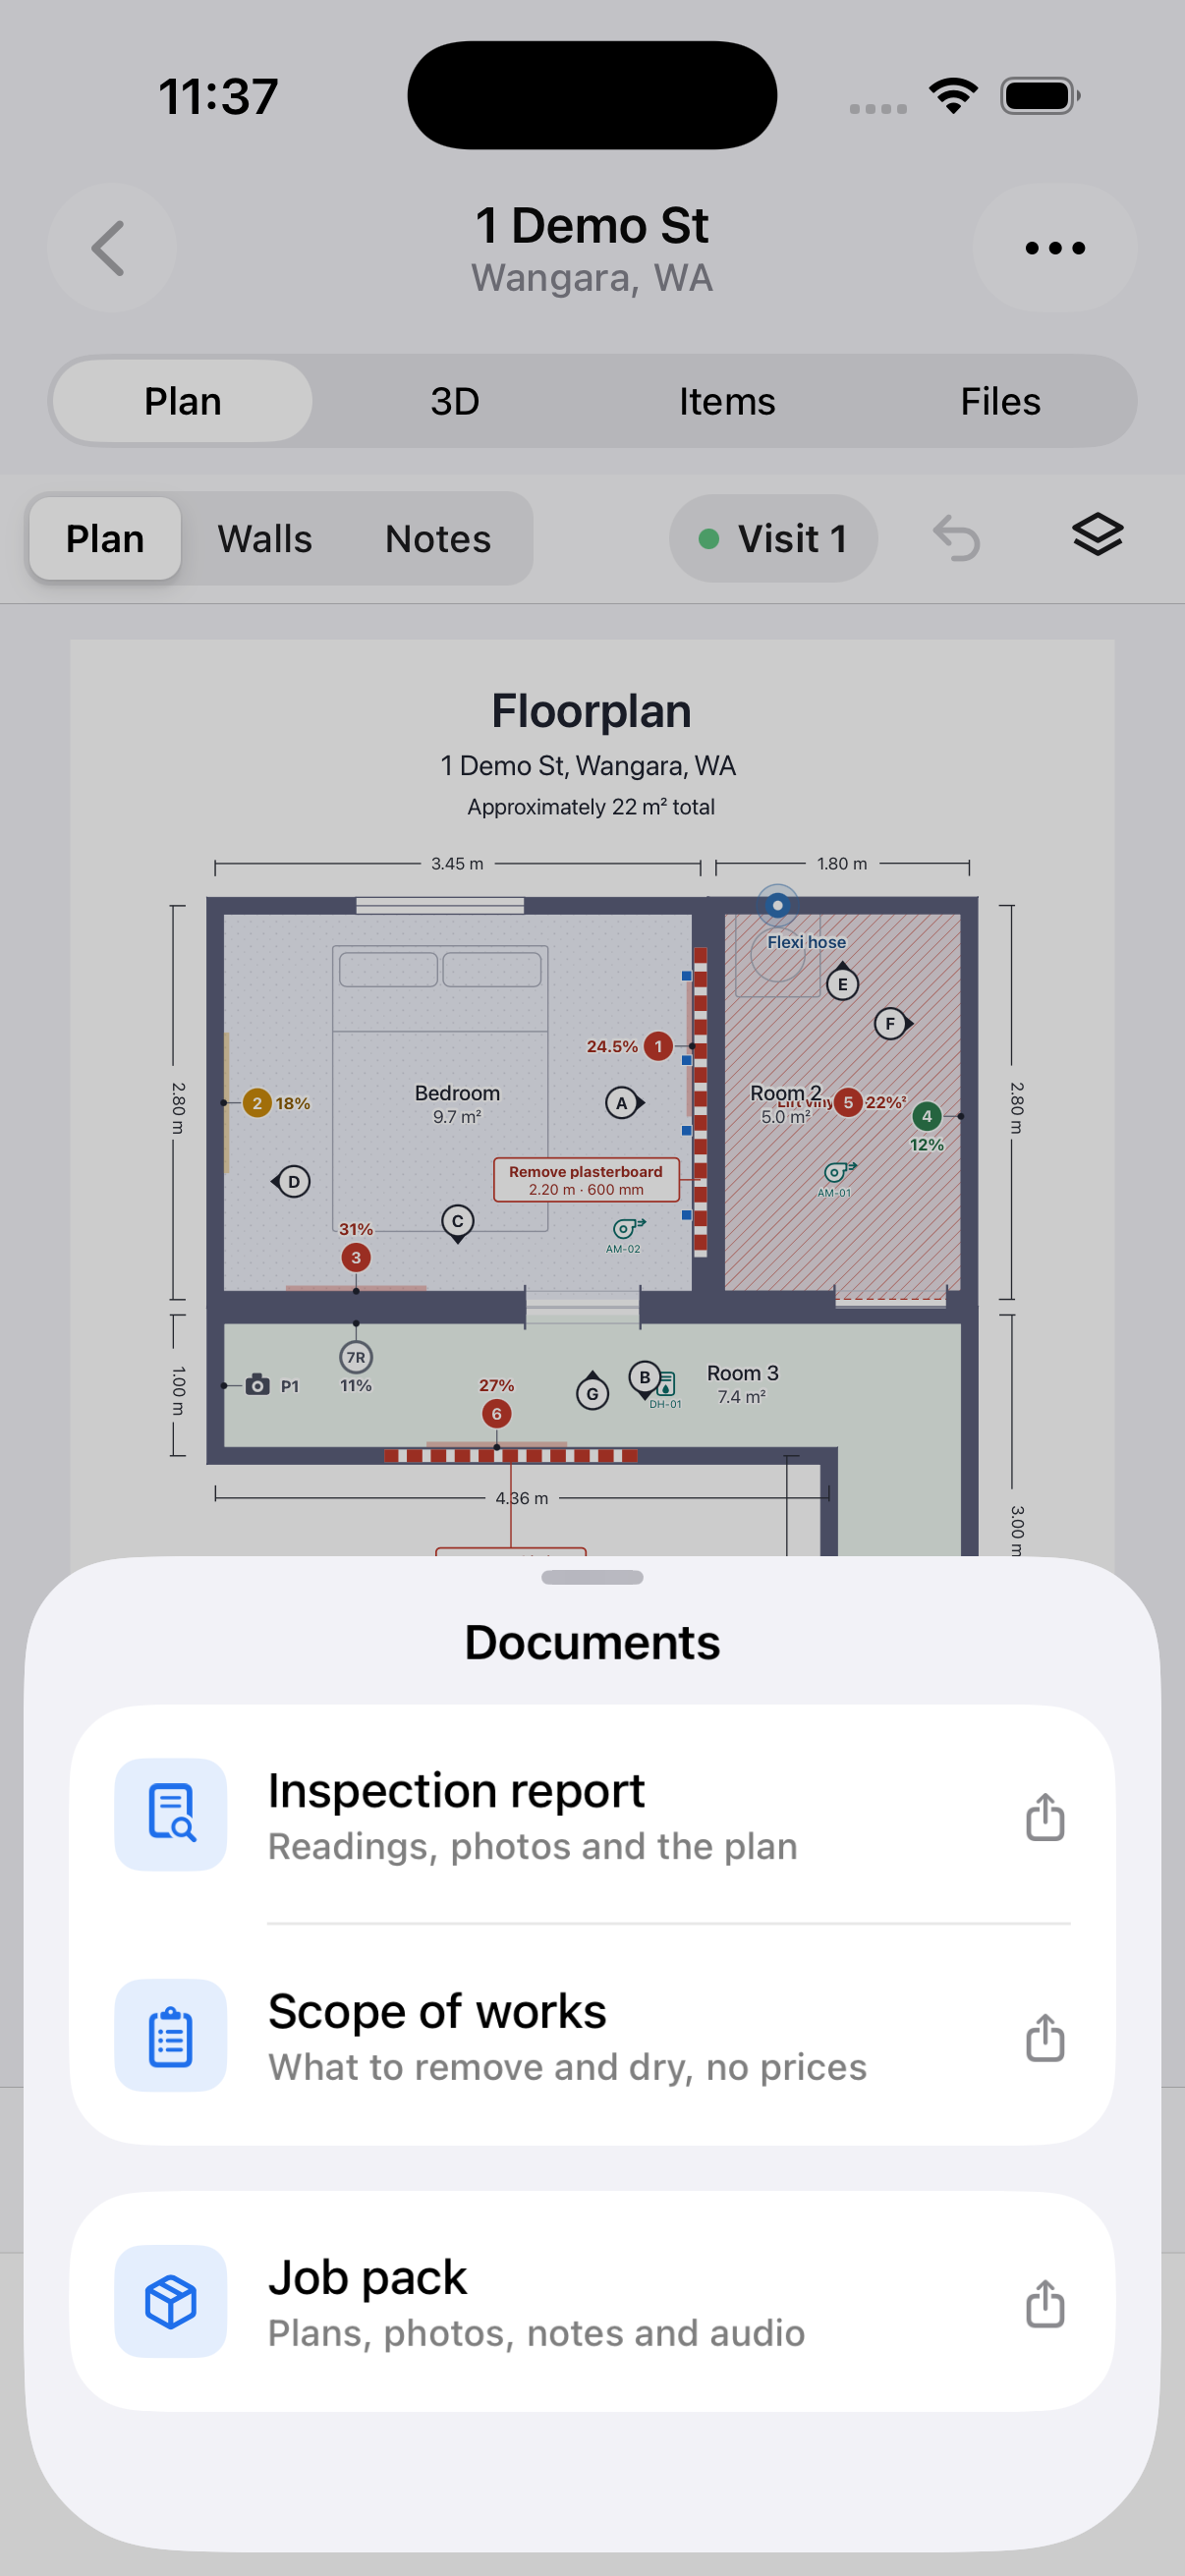 11:37
1 Demo St
Wangara, WA
Plan
3D
Items
Files
Plan
Walls
Notes
Visit 1
Floorplan
1 Demo St, Wangara, WA
Approximately 22 m² total
3.45 m
1.80 m
Flexi hose
E
F
24.5% 1
2.80 m
2.80 m
2 18%
Bedroom
9.7 m²
A
Room 2
5.0 m²
5 22%²
4
12%
D
Remove plasterboard
2.20 m · 600 mm
AM-01
C
31%
3
AM-02
1.00 m
7R
11%
P1
27%
6
G
B
DH-01
Room 3
7.4 m²
4.36 m
3.00 m
Documents
Inspection report
Readings, photos and the plan
Scope of works
What to remove and dry, no prices
Job pack
Plans, photos, notes and audio